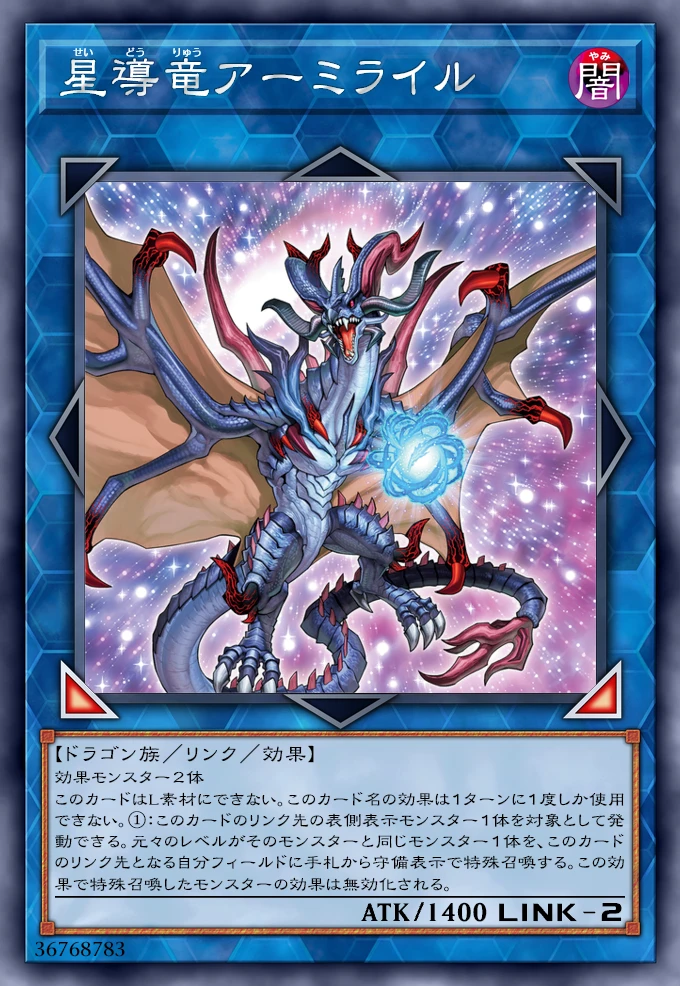 せい どう りゅう
星導竜アーミライル
やみ
闇
【ドラゴン族／リンク／効果】
効果モンスター２体
このカードはL素材にできない。このカード名の効果は１ターンに１度しか使用
できない。①：このカードのリンク先の表側表示モンスター１体を対象として発
動できる。元々のレベルがそのモンスターと同じモンスター１体を、このカード
のリンク先となる自分フィールドに手札から守備表示で特殊召喚する。この効
果で特殊召喚したモンスターの効果は無効化される。
ATK/1400 LINK-2
36768783